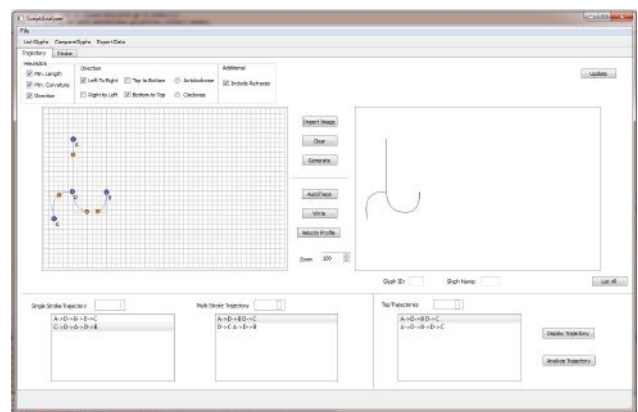 ScriptAnalyser
File
List Glyphs Compare Glyphs Export Data
Trajectory Stroke
Heuristics
Min. Length
Min. Curvature
Direction
Direction
Left To Right Top to Bottom Anticlockwise
Right to Left Bottom to Top Clockwise
Additional
Include Retraces
Update
Import Image
Clear
Generate
AutoTrace
Write
Velocity Profile
Zoom 100
A
D
B
C
Glyph ID: Glyph Name: List All
Single Stroke Trajectory
A->D->B->D->C
C->D->A->D->B
Multi Stroke Trajectory
A->D->B D->C
D->C A->D->B
Top Trajectories
A->D->B D->C
A->D->B->D->C
Display Trajectory
Analyse Trajectory